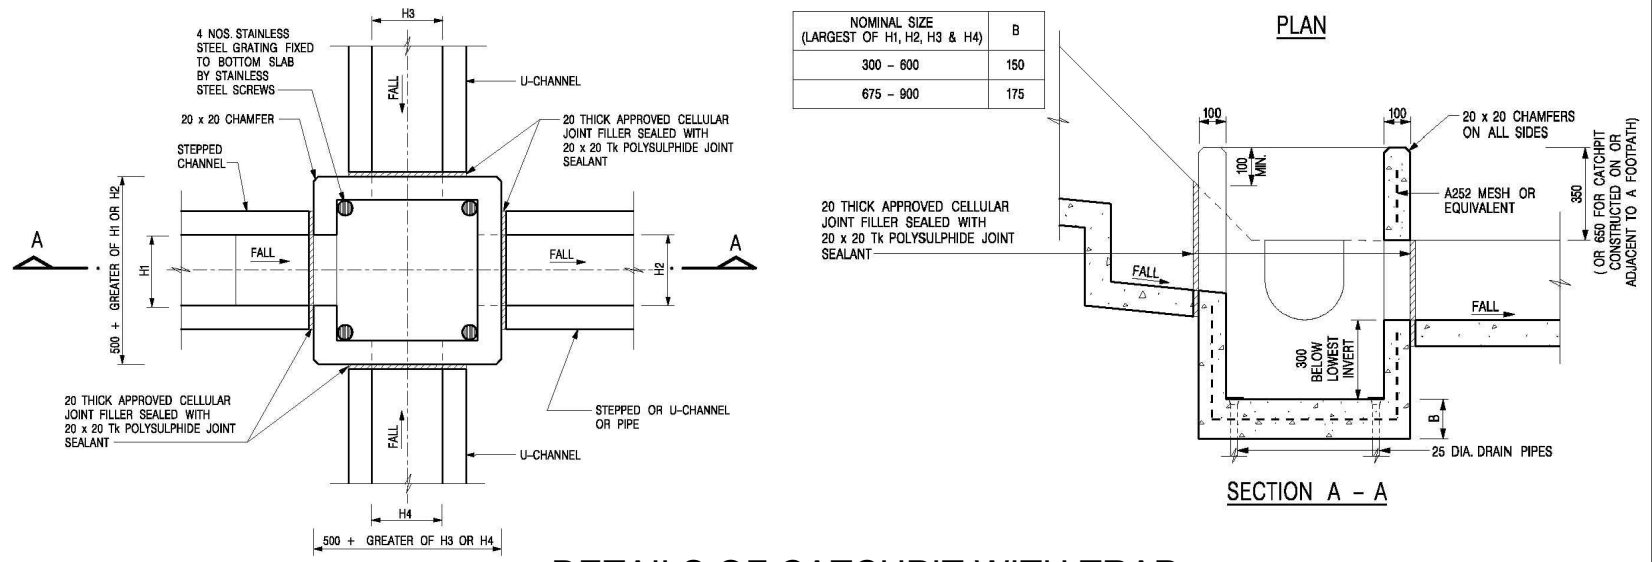 H3
4 NOS. STAINLESS
STEEL GRATING FIXED
TO BOTTOM SLAB
BY STAINLESS
STEEL SCREWS
U-CHANNEL
FALL
20 x 20 CHAMFER
20 THICK APPROVED CELLULAR
JOINT FILLER SEALED WITH
20 x 20 Tk POLYSULPHIDE JOINT
SEALANT
STEPPED
CHANNEL
500 + GREATER OF H1 OR H2
A
H1
FALL
FALL
H2
A
20 THICK APPROVED CELLULAR
JOINT FILLER SEALED WITH
20 x 20 Tk POLYSULPHIDE JOINT
SEALANT
STEPPED OR U-CHANNEL
OR PIPE
FALL
U-CHANNEL
H4
500 + GREATER OF H3 OR H4
NOMINAL SIZE
(LARGEST OF H1, H2, H3 & H4)
B
300 - 600
150
675 - 900
175
PLAN
100
100
20 x 20 CHAMFERS
ON ALL SIDES
100
MIN.
A252 MESH OR
EQUIVALENT
350
( OR 650 FOR CATCHPIT
CONSTRUCTED ON OR
ADJACENT TO A FOOTPATH)
20 THICK APPROVED CELLULAR
JOINT FILLER SEALED WITH
20 x 20 Tk POLYSULPHIDE JOINT
SEALANT
FALL
FALL
300
BELOW
LOWEST
INVERT
B
25 DIA. DRAIN PIPES
SECTION A - A
DETAILS OF CATCHPIT WITH TRAP